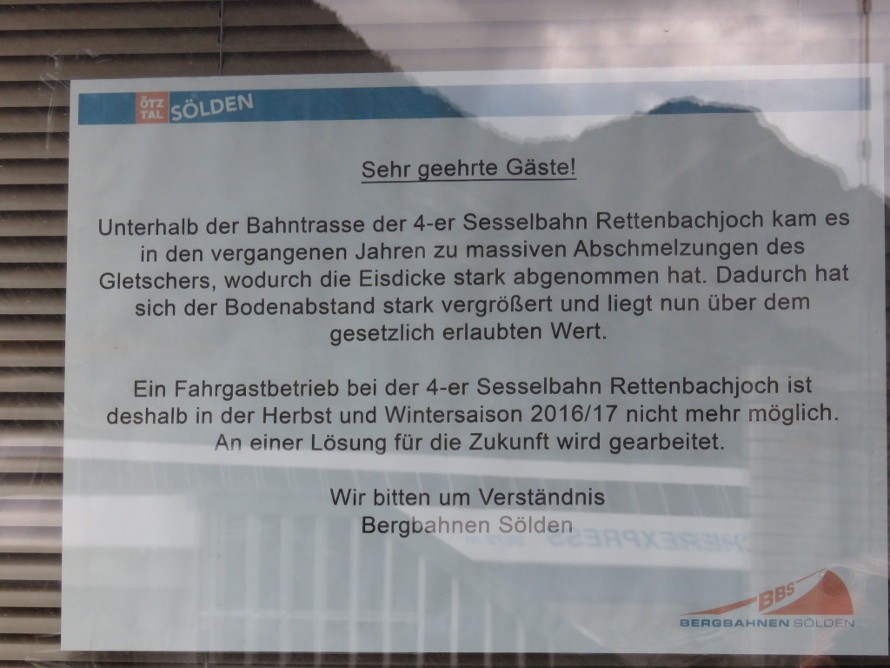 ÖTZ
TAL
SÖLDEN
Sehr geehrte Gäste!
Unterhalb der Bahntrasse der 4-er Sesselbahn Rettenbachjoch kam es
in den vergangenen Jahren zu massiven Abschmelzungen des
Gletschers, wodurch die Eisdicke stark abgenommen hat. Dadurch hat
sich der Bodenabstand stark vergrößert und liegt nun über dem
gesetzlich erlaubten Wert.
Ein Fahrgastbetrieb bei der 4-er Sesselbahn Rettenbachjoch ist
deshalb in der Herbst und Wintersaison 2016/17 nicht mehr möglich.
An einer Lösung für die Zukunft wird gearbeitet.
Wir bitten um Verständnis
Bergbahnen Sölden
BBS
BERGBAHNEN SÖLDEN